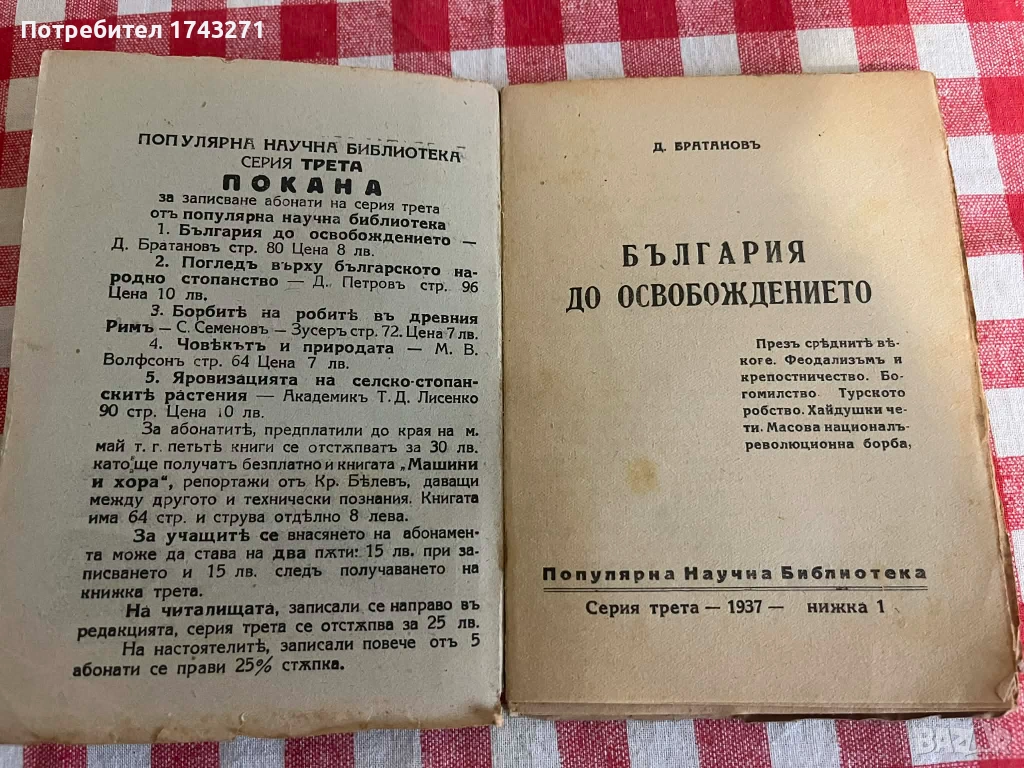 Потребител 1743271
ПОПУЛЯРНА НАУЧНА БИБЛИОТЕКА
СЕРИЯ ТРЕТА
ПОКАНА
за записване абонати на серия трета
отъ популярна научна библиотека
1. България до освобождението —
Д. Братановъ стр. 80 Цена 8 лв.
2. Погледъ върху българското на-
родно стопанство — Д. Петровъ стр. 96
Цена 10 лв.
3. Борбитѣ на робитѣ въ древния
Римъ — С. Семеновъ — Зусеръ стр. 72. Цена 7 лв.
4. Човѣкътъ и природата — М. В.
Волфсонъ стр. 64 Цена 7 лв.
5. Яровизацията на селско-стопан-
скитѣ растения — Академикъ Т. Д. Лисенко
90 стр. Цена 10 лв.
За абонатитѣ, предплатили до края на м.
май т. г. петьтѣ книги се отстѫпватъ за 30 лв.
като ще получатъ безплатно и книгата „Машини
и хора“, репортажи отъ Кр. Бѣлевъ, даващи
между другото и технически познания. Книгата
има 64 стр. и струва отдѣлно 8 лева.
За учащитѣ се внасянето на абонамен-
та може да става на два пѫти: 15 лв. при за-
писването и 15 лв. следъ получаването на
книжка трета.
На читалищата, записали се направо въ
редакцията, серия трета се отстѫпва за 25 лв.
На настоятелитѣ, записали повече отъ 5
абонати се прави 25% стѫпка.
Д. БРАТАНОВЪ
БЪЛГАРИЯ
ДО ОСВОБОЖДЕНИЕТО
Презъ срѣднитѣ вѣ-
кове. Феодализъмъ и
крепостничество. Бо-
гомилство Турското
робство. Хайдушки че-
ти. Масова националъ-
революционна борба,
Популярна Научна Библиотека
Серия трета — 1937 — нижка 1
BAZAR